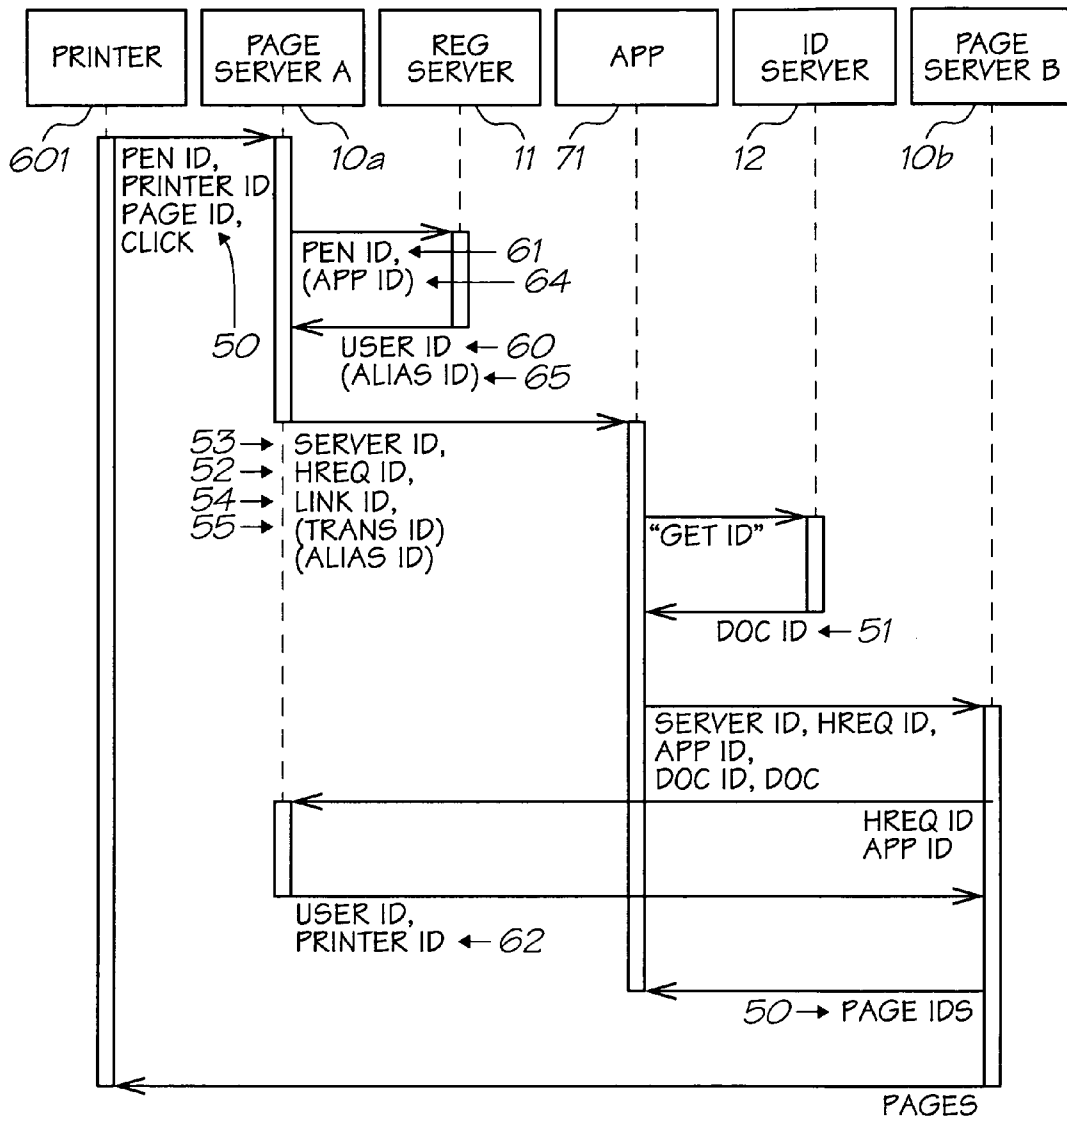 PRINTER
PAGE
SERVER A
REG
SERVER
APP
ID
SERVER
PAGE
SERVER B
601
10a
11
71
12
10b
PEN ID,
PRINTER ID
PAGE ID,
CLICK
50
PEN ID,
61
(APP ID)
64
USER ID
60
(ALIAS ID)
65
53
SERVER ID,
52
HREQ ID,
54
LINK ID,
55
(TRANS ID)
(ALIAS ID)
“GET ID”
DOC ID
51
SERVER ID, HREQ ID,
APP ID,
DOC ID, DOC
HREQ ID
APP ID
USER ID,
PRINTER ID
62
50
PAGE IDS
PAGES